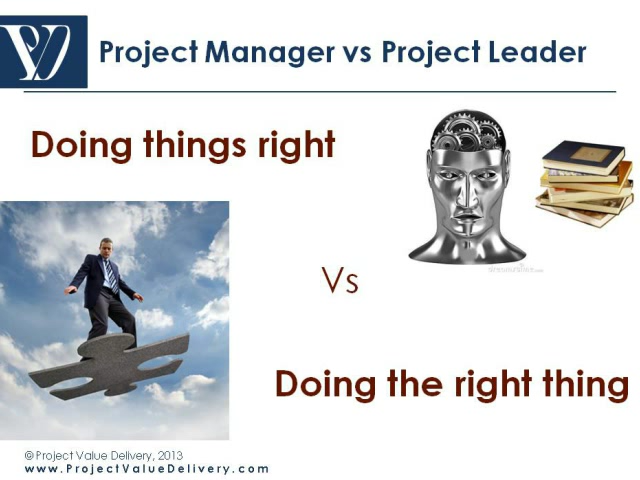 Project Manager vs Project Leader
Doing things right
Vs
Doing the right thing
© Project Value Delivery, 2013
www.ProjectValueDelivery.com